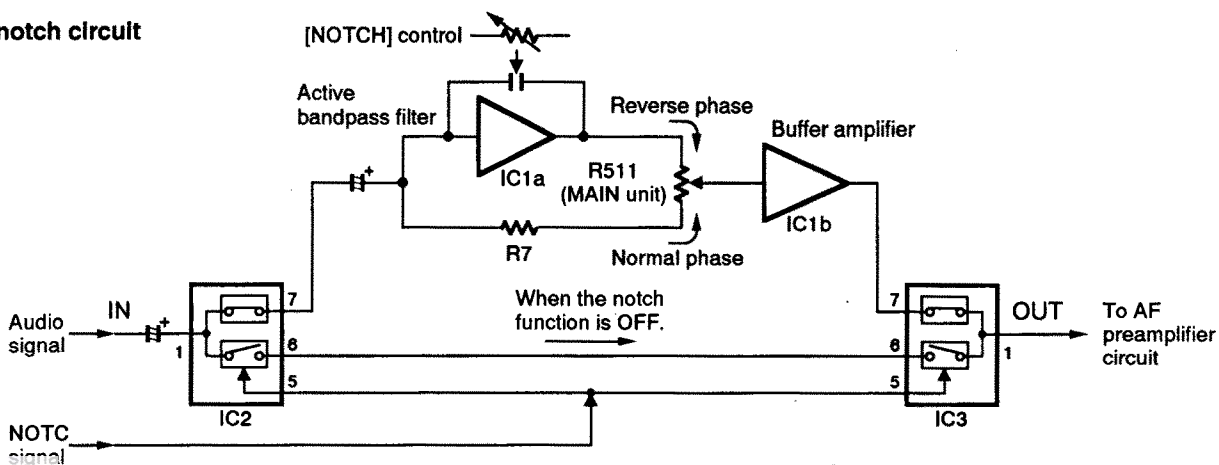 notch circuit
[NOTCH] control
Active
bandpass filter
IC1a
Reverse phase
R511
(MAIN unit)
Normal phase
R7
Buffer amplifier
IC1b
When the notch
function is OFF.
Audio
signal
IN
+
+
1
7
6
5
IC2
7
6
5
1
IC3
OUT
To AF
preamplifier
circuit
NOTC
signal